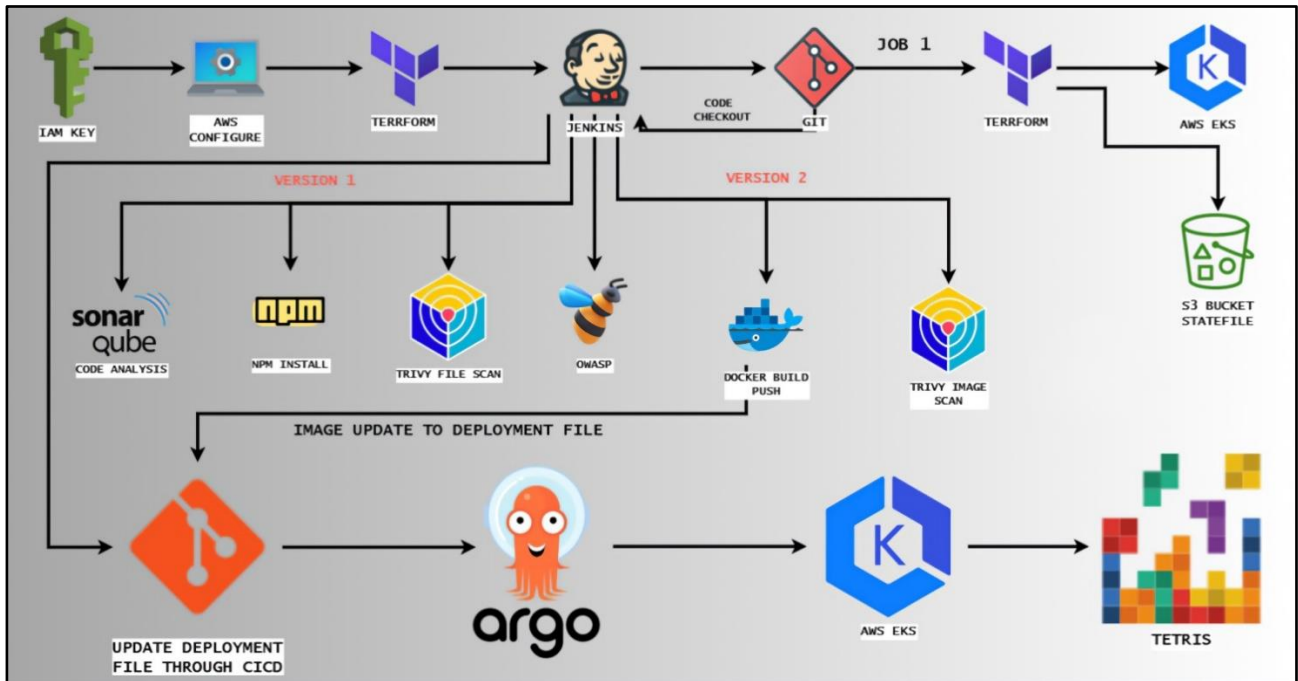 JOB 1
CODE
CHECKOUT
IAM KEY
AWS
CONFIGURE
TERRFORM
JENKINS
GIT
TERRFORM
AWS EKS
VERSION 1
VERSION 2
S3 BUCKET
STATEFILE
sonar
qube
CODE ANALYSIS
npm
NPM INSTALL
TRIVY FILE SCAN
OWASP
DOCKER BUILD
PUSH
TRIVY IMAGE
SCAN
IMAGE UPDATE TO DEPLOYMENT FILE
K
K
argo
UPDATE DEPLOYMENT
FILE THROUGH CICD
AWS EKS
TETRIS